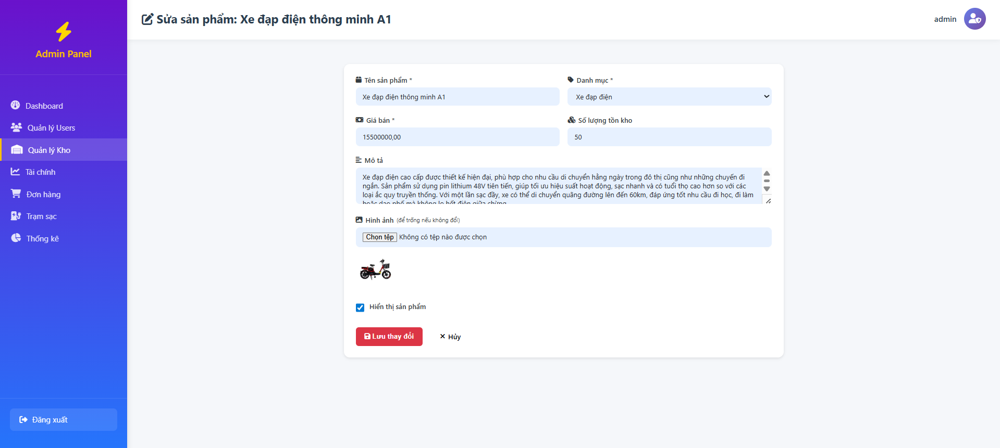 Admin Panel
Dashboard
Quản lý Users
Quản lý Kho
Tài chính
Đơn hàng
Trạm sạc
Thống kê
Đăng xuất
Sửa sản phẩm: Xe đạp điện thông minh A1
admin
Tên sản phẩm *
Xe đạp điện thông minh A1
Danh mục *
Xe đạp điện
Giá bán *
15500000,00
Số lượng tồn kho
50
Mô tả
Xe đạp điện cao cấp được thiết kế hiện đại, phù hợp cho nhu cầu di chuyển hằng ngày trong đô thị cũng như những chuyến đi
ngắn. Sản phẩm sử dụng pin lithium 48V tiên tiến, giúp tối ưu hiệu suất hoạt động, sạc nhanh và có tuổi thọ cao hơn so với các
loại ắc quy truyền thống. Với một lần sạc đầy, xe có thể di chuyển quãng đường lên đến 60km, đáp ứng tốt nhu cầu đi học, đi làm
hoặc dạo phố mà không lo hết điện giữa chừng
Hình ảnh (để trống nếu không đổi)
Chọn tệp Không có tệp nào được chọn
Hiển thị sản phẩm
Lưu thay đổi
Hủy